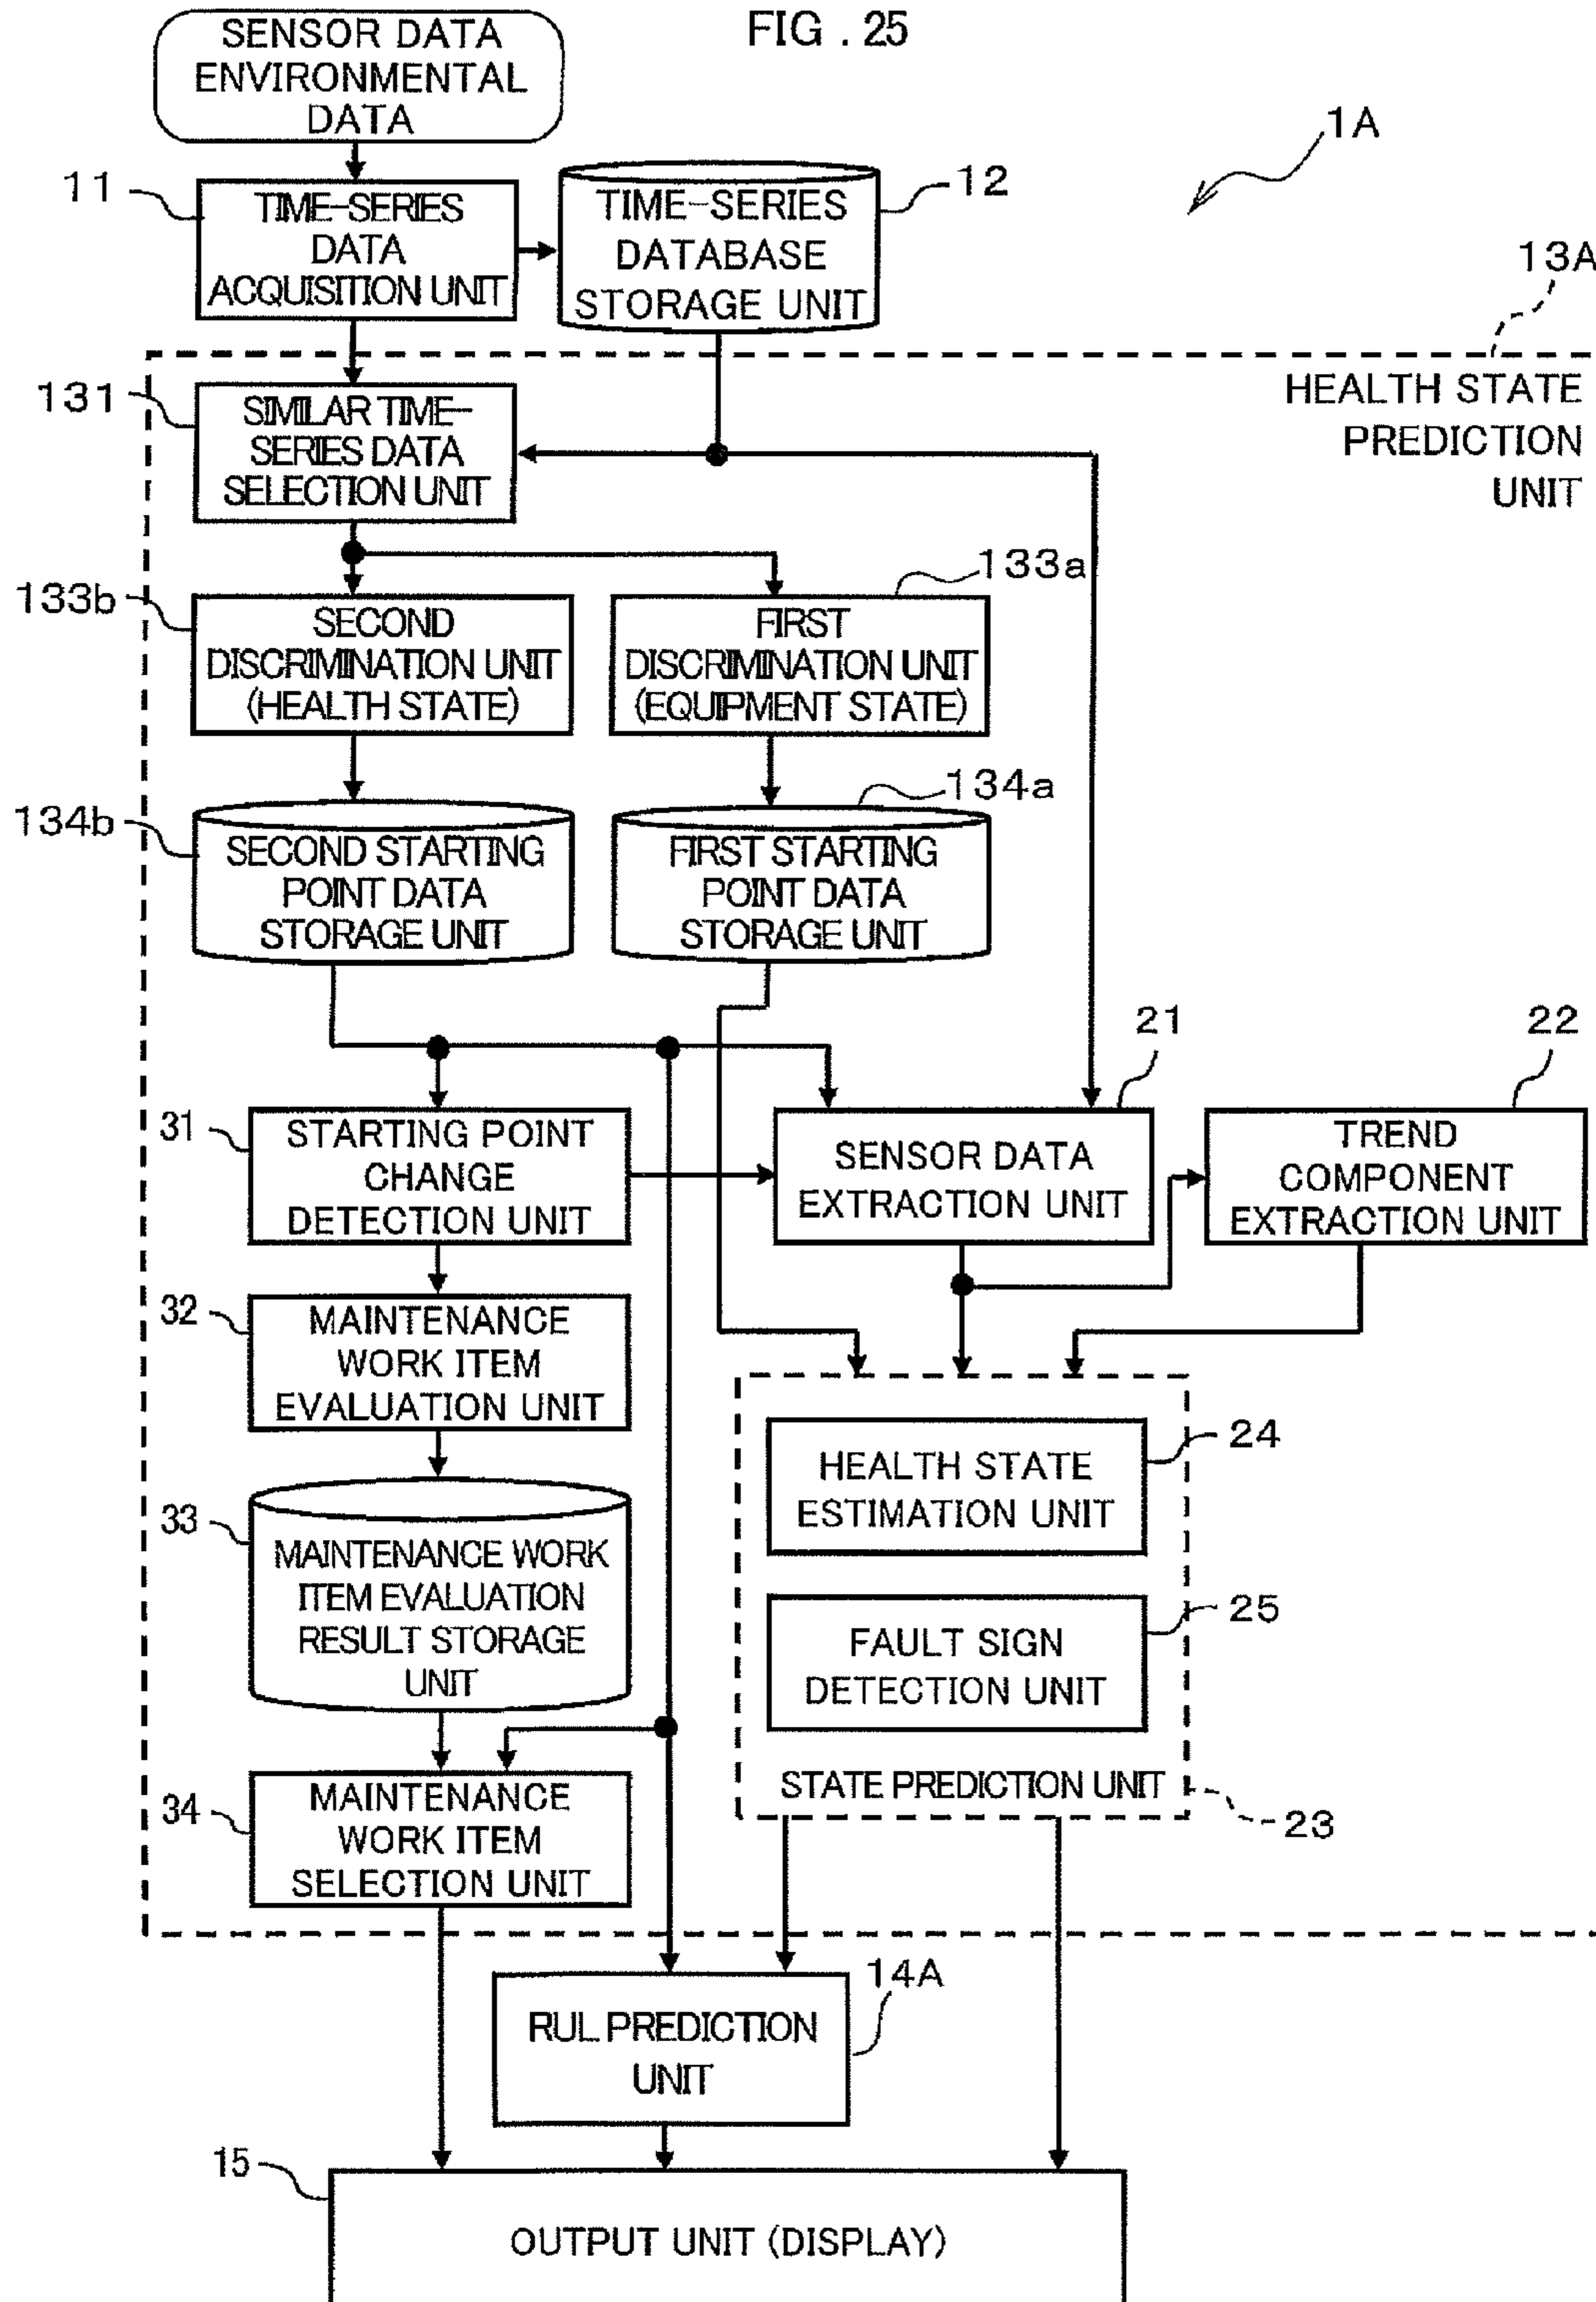 FIG . 25
SENSOR DATA
ENVIRONMENTAL
DATA
1A
11
TIME-SERIES
DATA
ACQUISITION UNIT
12
TIME-SERIES
DATABASE
STORAGE UNIT
13A
HEALTH STATE
PREDICTION
UNIT
131
SIMILAR TIME-
SERIES DATA
SELECTION UNIT
133b
SECOND
DISCRIMINATION UNIT
(HEALTH STATE)
133a
FIRST
DISCRIMINATION UNIT
(EQUIPMENT STATE)
134b
SECOND STARTING
POINT DATA
STORAGE UNIT
134a
FIRST STARTING
POINT DATA
STORAGE UNIT
31
STARTING POINT
CHANGE
DETECTION UNIT
21
SENSOR DATA
EXTRACTION UNIT
22
TREND
COMPONENT
EXTRACTION UNIT
32
MAINTENANCE
WORK ITEM
EVALUATION UNIT
24
HEALTH STATE
ESTIMATION UNIT
33
MAINTENANCE WORK
ITEM EVALUATION
RESULT STORAGE
UNIT
25
FAULT SIGN
DETECTION UNIT
STATE PREDICTION UNIT
23
34
MAINTENANCE
WORK ITEM
SELECTION UNIT
14A
RUL PREDICTION
UNIT
15
OUTPUT UNIT (DISPLAY)